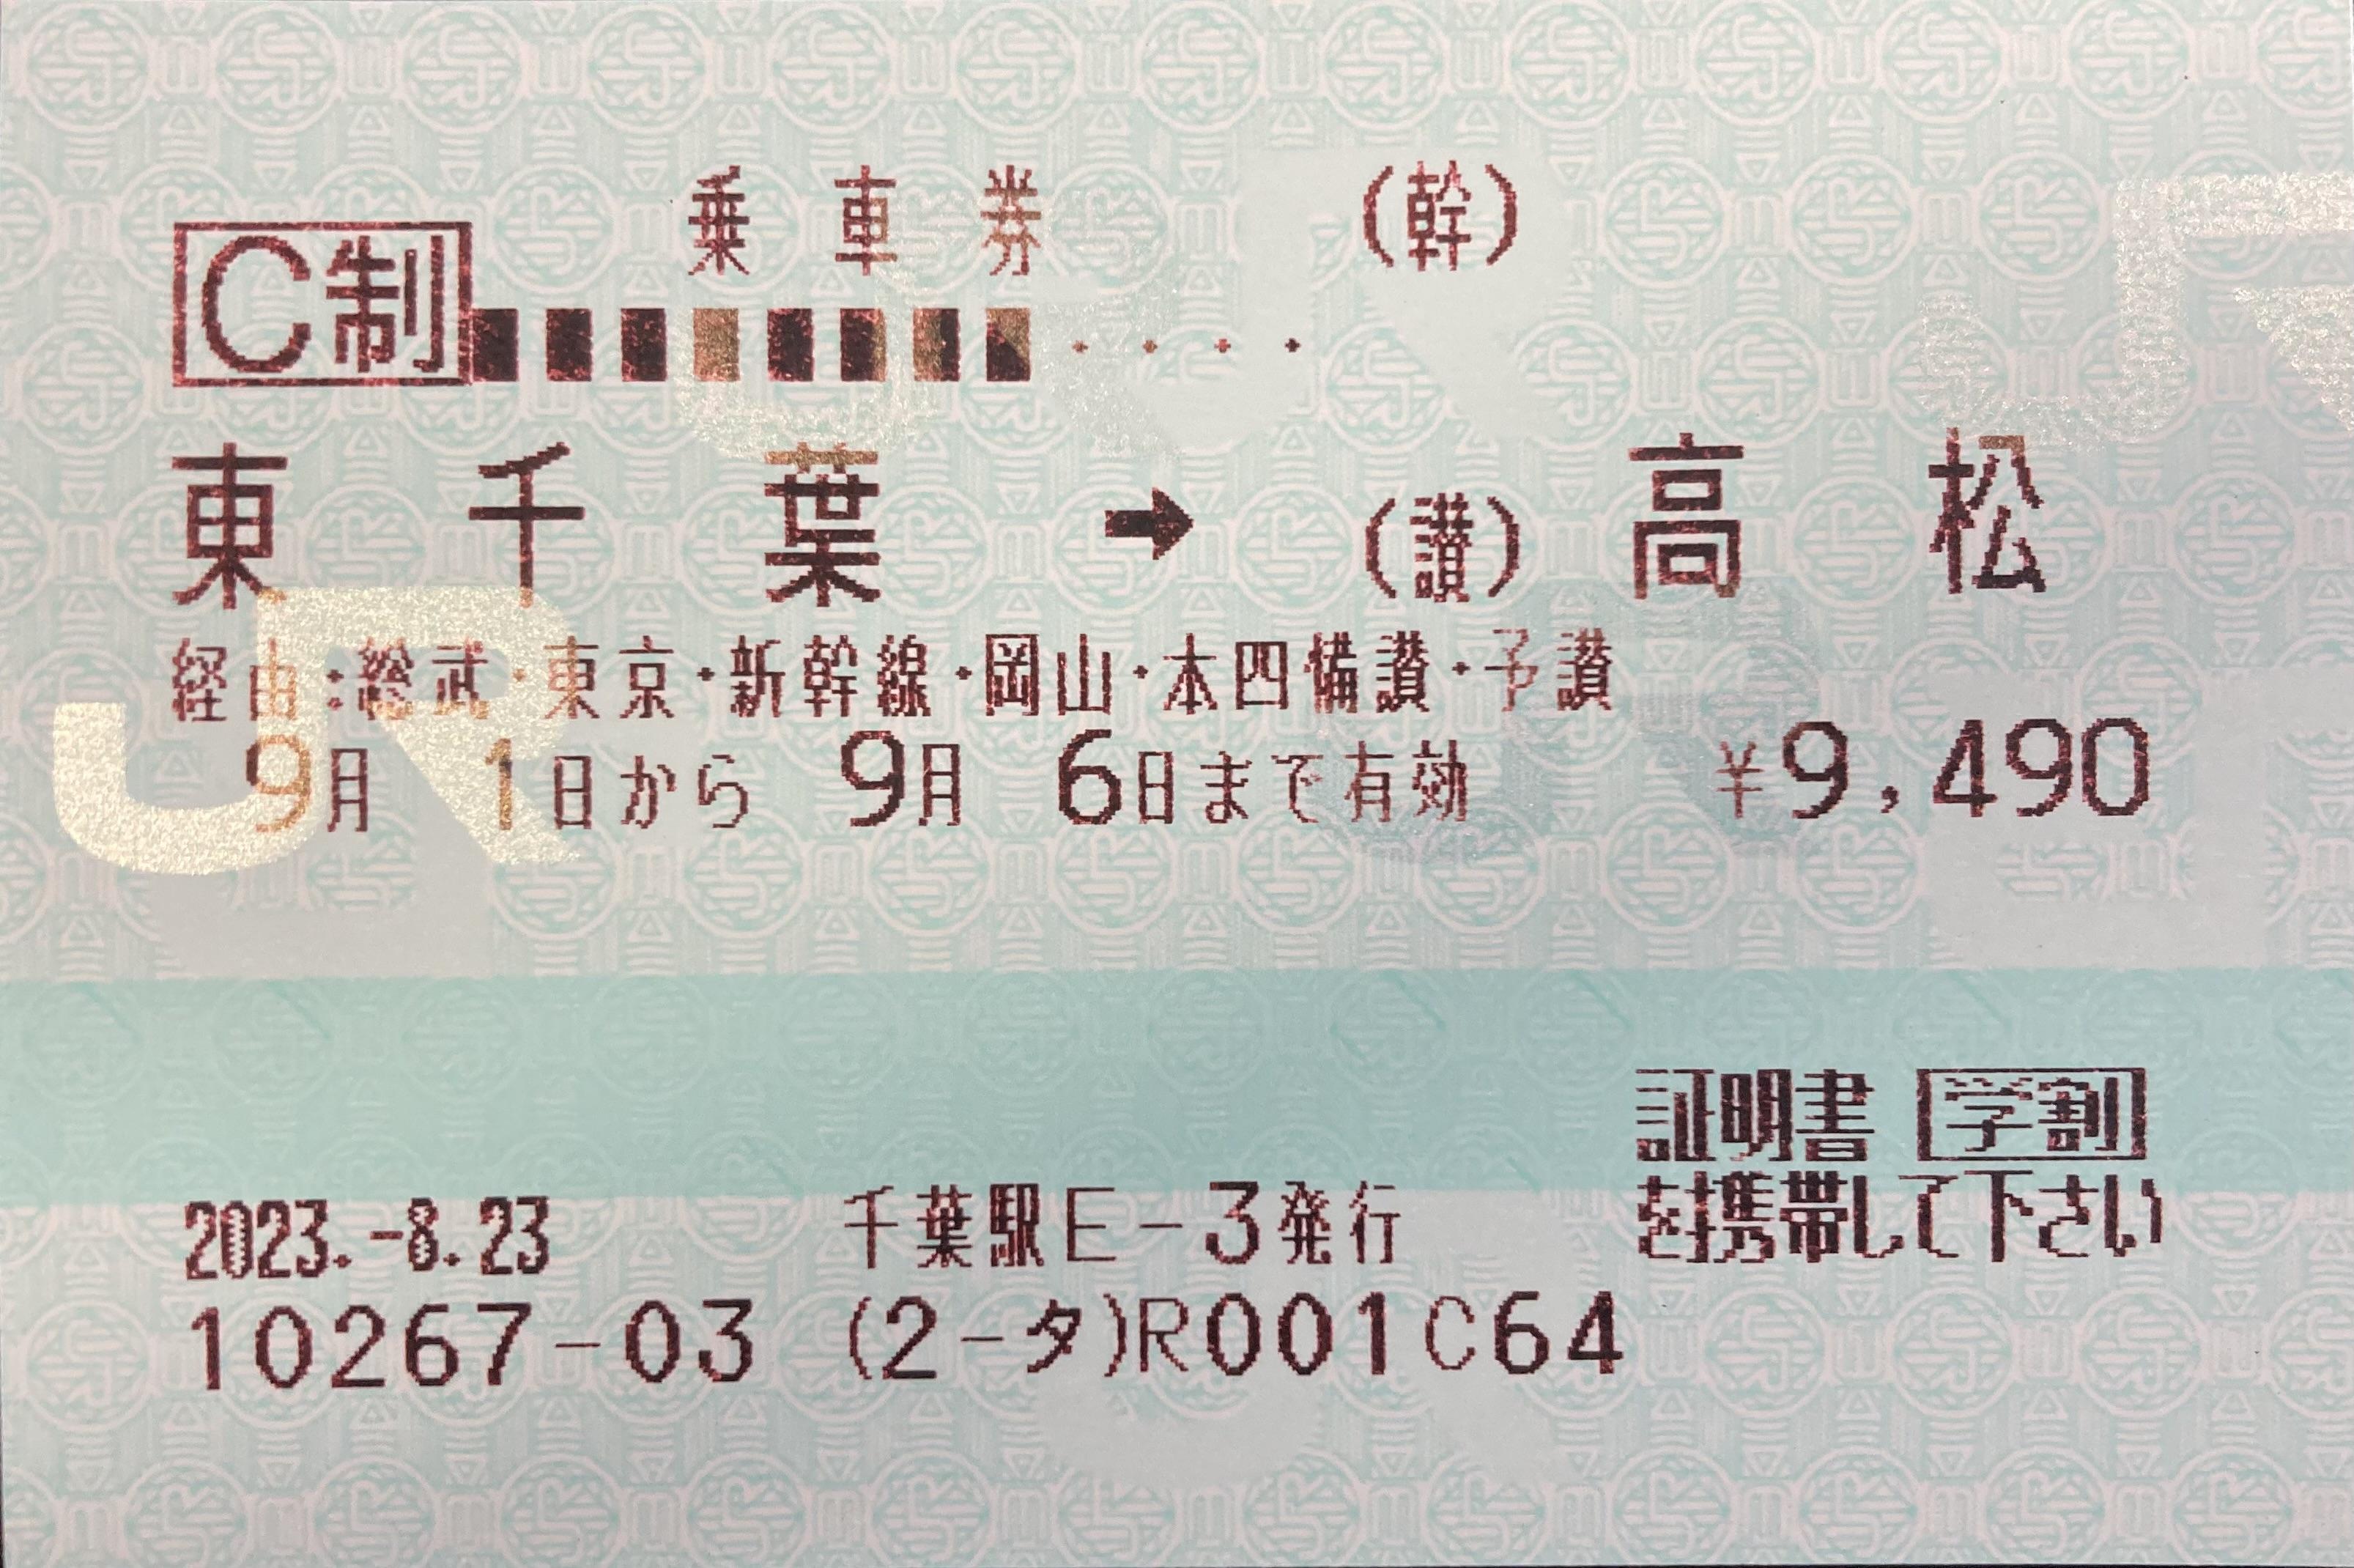 乗車券 (幹)
C制
東千葉 → (讃)高松
経由:総武・東京・新幹線・岡山・本四備讃・予讃
9月 1日から 9月 6日まで有効 ¥9,490
証明書 学割
を携帯して下さい
2023.-8.23 千葉駅E-3発行
10267-03 (2-タ)R001C64
JR